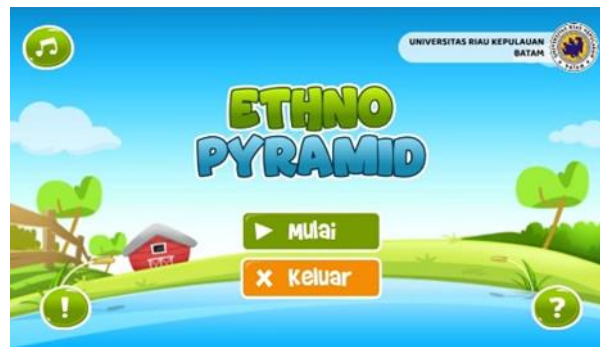 UNIVERSITAS RIAU KEPULAUAN
BATAM
ETHNO
PYRAMID
Mulai
Keluar
!
?